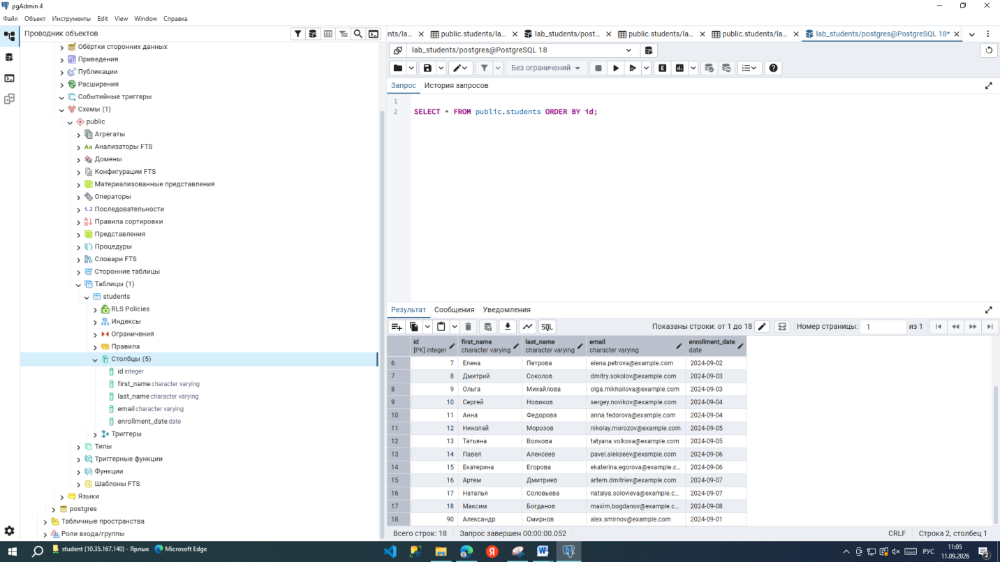 pgAdmin 4
Файл Объект Инструменты Edit View Window Справка
Проводник объектов
nts/la... public.students/la... lab_students/post... public.students/la... public.students/la... lab_students/postgres@PostgreSQL 18*
Обёртки сторонних данных
Приведения
Публикации
Расширения
Событийные триггеры
Схемы (1)
public
Агрегаты
Aa Анализаторы FTS
Домены
Конфигурации FTS
Материализованные представления
Операторы
1..3 Последовательности
Правила сортировки
Представления
Процедуры
Словари FTS
Сторонние таблицы
Таблицы (1)
students
RLS Policies
Индексы
Ограничения
Правила
Столбцы (5)
id integer
first_name character varying
last_name character varying
email character varying
enrollment_date date
Триггеры
Типы
Триггерные функции
Функции
Шаблоны FTS
Языки
postgres
Табличные пространства
Роли входа/группы
lab_students/postgres@PostgreSQL 18
Без ограничений
E
Запрос История запросов
1
2 SELECT * FROM public.students ORDER BY id;
Результат Сообщения Уведомления
SQL Показаны строки: от 1 до 18 Номер страницы: 1 из 1
id first_name last_name email enrollment_date
[PK] integer character varying character varying character varying date
6 7 Елена Петрова elena.petrova@example.com 2024-09-02
7 8 Дмитрий Соколов dmitry.sokolov@example.com 2024-09-03
8 9 Ольга Михайлова olga.mikhailova@example.com 2024-09-03
9 10 Сергей Новиков sergey.novikov@example.com 2024-09-04
10 11 Анна Федорова anna.fedorova@example.com 2024-09-04
11 12 Николай Морозов nikolay.morozov@example.com 2024-09-05
12 13 Татьяна Волкова tatyana.volkova@example.com 2024-09-05
13 14 Павел Алексеев pavel.alekseev@example.com 2024-09-06
14 15 Екатерина Егорова ekaterina.egorova@example.c... 2024-09-06
15 16 Артем Дмитриев artem.dmitriev@example.com 2024-09-07
16 17 Наталья Соловьева natalya.solovieva@example.c... 2024-09-07
17 18 Максим Богданов maxim.bogdanov@example.c... 2024-09-08
18 90 Александр Смирнов alex.smirnov@example.com 2024-09-01
Всего строк: 18 Запрос завершен 00:00:00.052 CRLF Строка 2, столбец 1
student (10.35.167.140) - Ярлык Microsoft Edge
Я
W
РУС
11:05
11.09.2026
2